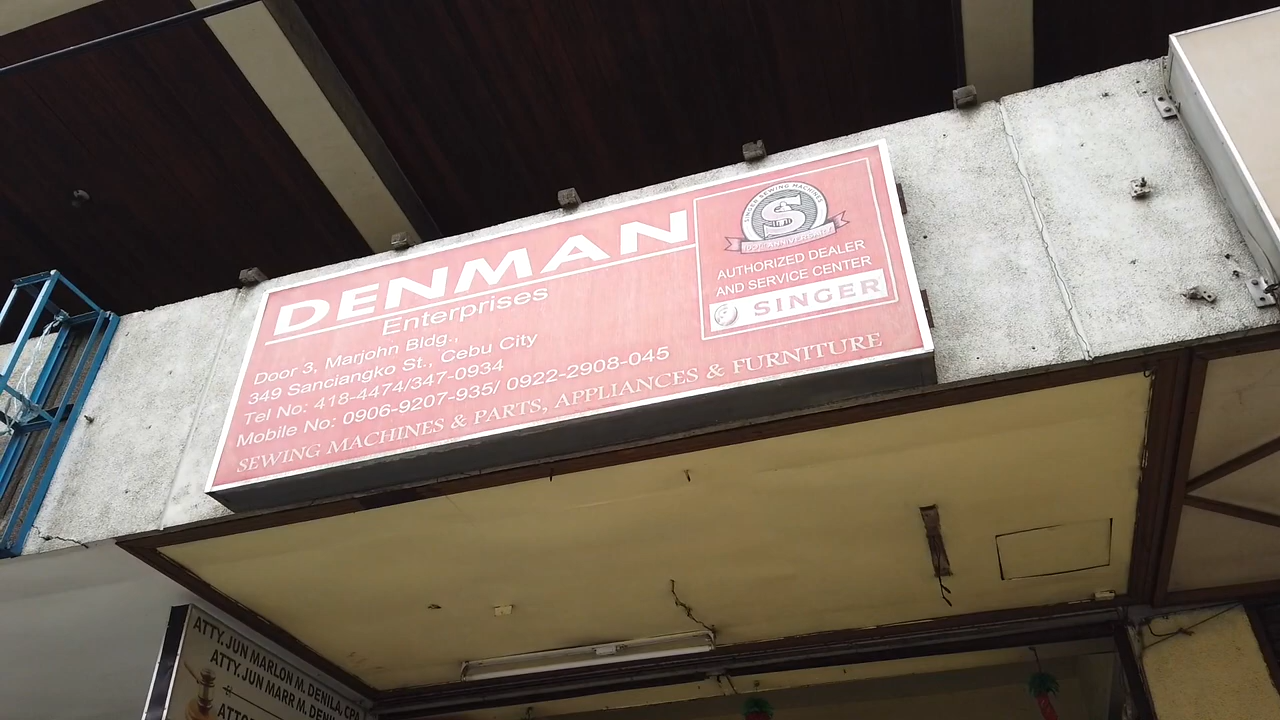 DENMAN
Enterprises
Door 3, Marjohn Bldg.,
349 Sanciangko St., Cebu City
Tel No: 418-4474/347-0934
Mobile No: 0906-9207-935/ 0922-2908-045
SEWING MACHINES & PARTS, APPLIANCES & FURNITURE
SINGER SEWING MACHINES
S
AUTHORIZED DEALER
AND SERVICE CENTER
SINGER
ATTY. JUN MARLON M. DENILA, CPA
ATTY. JUN MARR M.